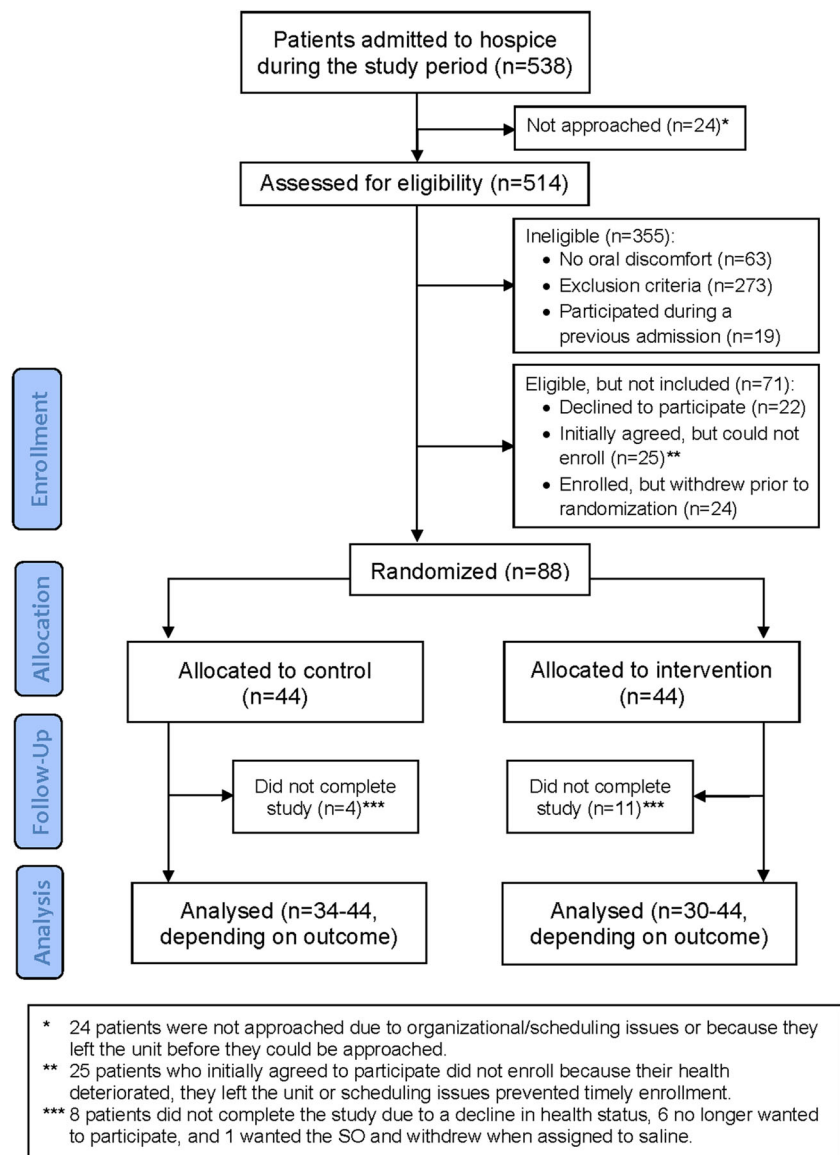 Patients admitted to hospice
during the study period (n=538)
Not approached (n=24)*
Assessed for eligibility (n=514)
Ineligible (n=355):
• No oral discomfort (n=63)
• Exclusion criteria (n=273)
• Participated during a
previous admission (n=19)
Eligible, but not included (n=71):
• Declined to participate (n=22)
• Initially agreed, but could not
enroll (n=25)**
• Enrolled, but withdrew prior to
randomization (n=24)
Enrollment
Randomized (n=88)
Allocation
Allocated to control
(n=44)
Allocated to intervention
(n=44)
Follow-Up
Did not complete
study (n=4)***
Did not complete
study (n=11)***
Analysis
Analysed (n=34-44,
depending on outcome)
Analysed (n=30-44,
depending on outcome)
* 24 patients were not approached due to organizational/scheduling issues or because they
left the unit before they could be approached.
** 25 patients who initially agreed to participate did not enroll because their health
deteriorated, they left the unit or scheduling issues prevented timely enrollment.
*** 8 patients did not complete the study due to a decline in health status, 6 no longer wanted
to participate, and 1 wanted the SO and withdrew when assigned to saline.